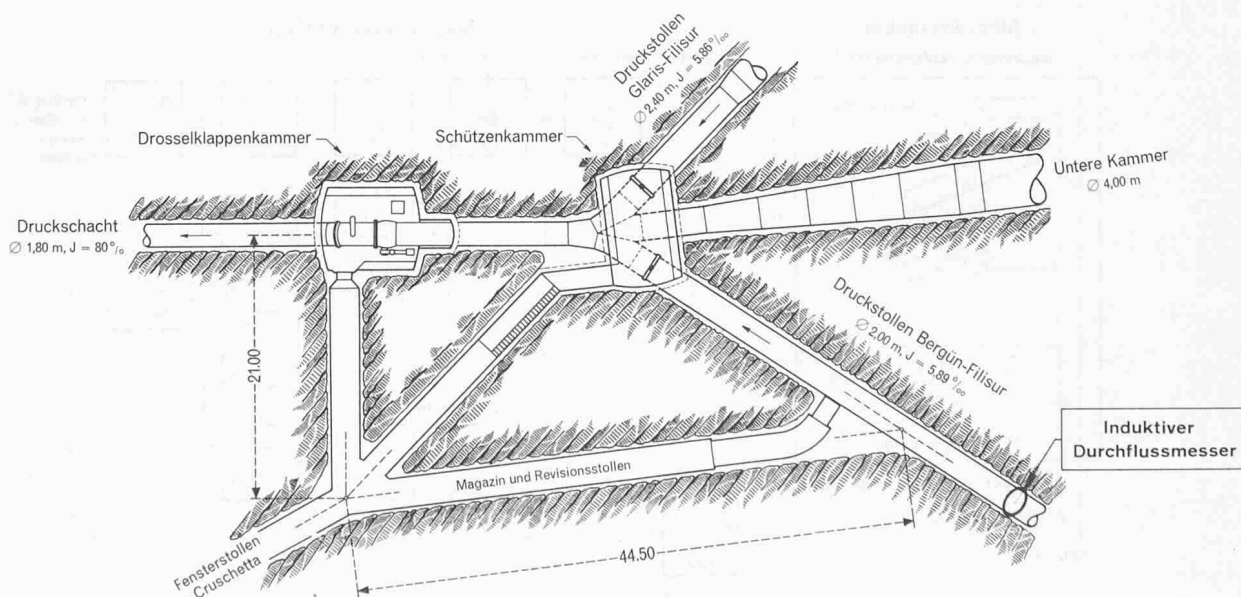 Druckstollen
Glaris-Filisur
∅ 2,40 m, J = 5.86 ‰
Drosselklappenkammer
Schützenkammer
Untere Kammer
∅ 4,00 m
Druckschacht
∅ 1,80 m, J = 80 %
Druckstollen Bergün-Filisur
∅ 2,00 m, J = 5.89 ‰
21.00
Induktiver
Durchflussmesser
Magazin und Revisionsstollen
Fensterstollen
Cruschetta
44.50